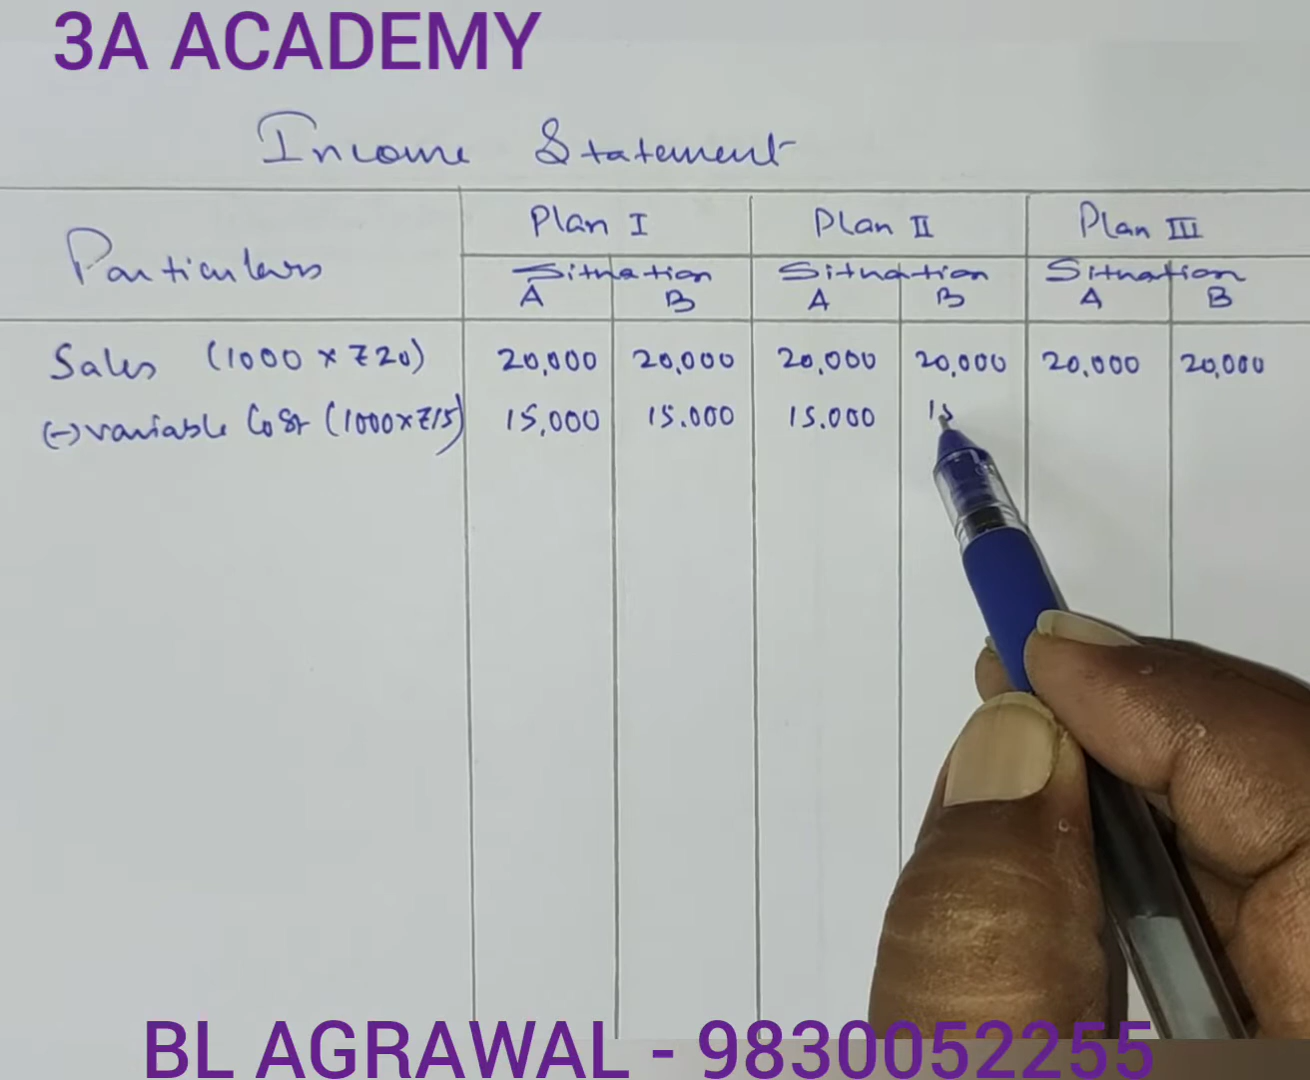 3A ACADEMY
Income Statement
Particulars Plan I Plan II Plan III
Situation Situation Situation
A B A B A B
Sales (1000 × ₹20) 20,000 20,000 20,000 20,000 20,000 20,000
(-) variable Cost (1000×₹15) 15,000 15.000 15.000 15
BL AGRAWAL - 9830052255